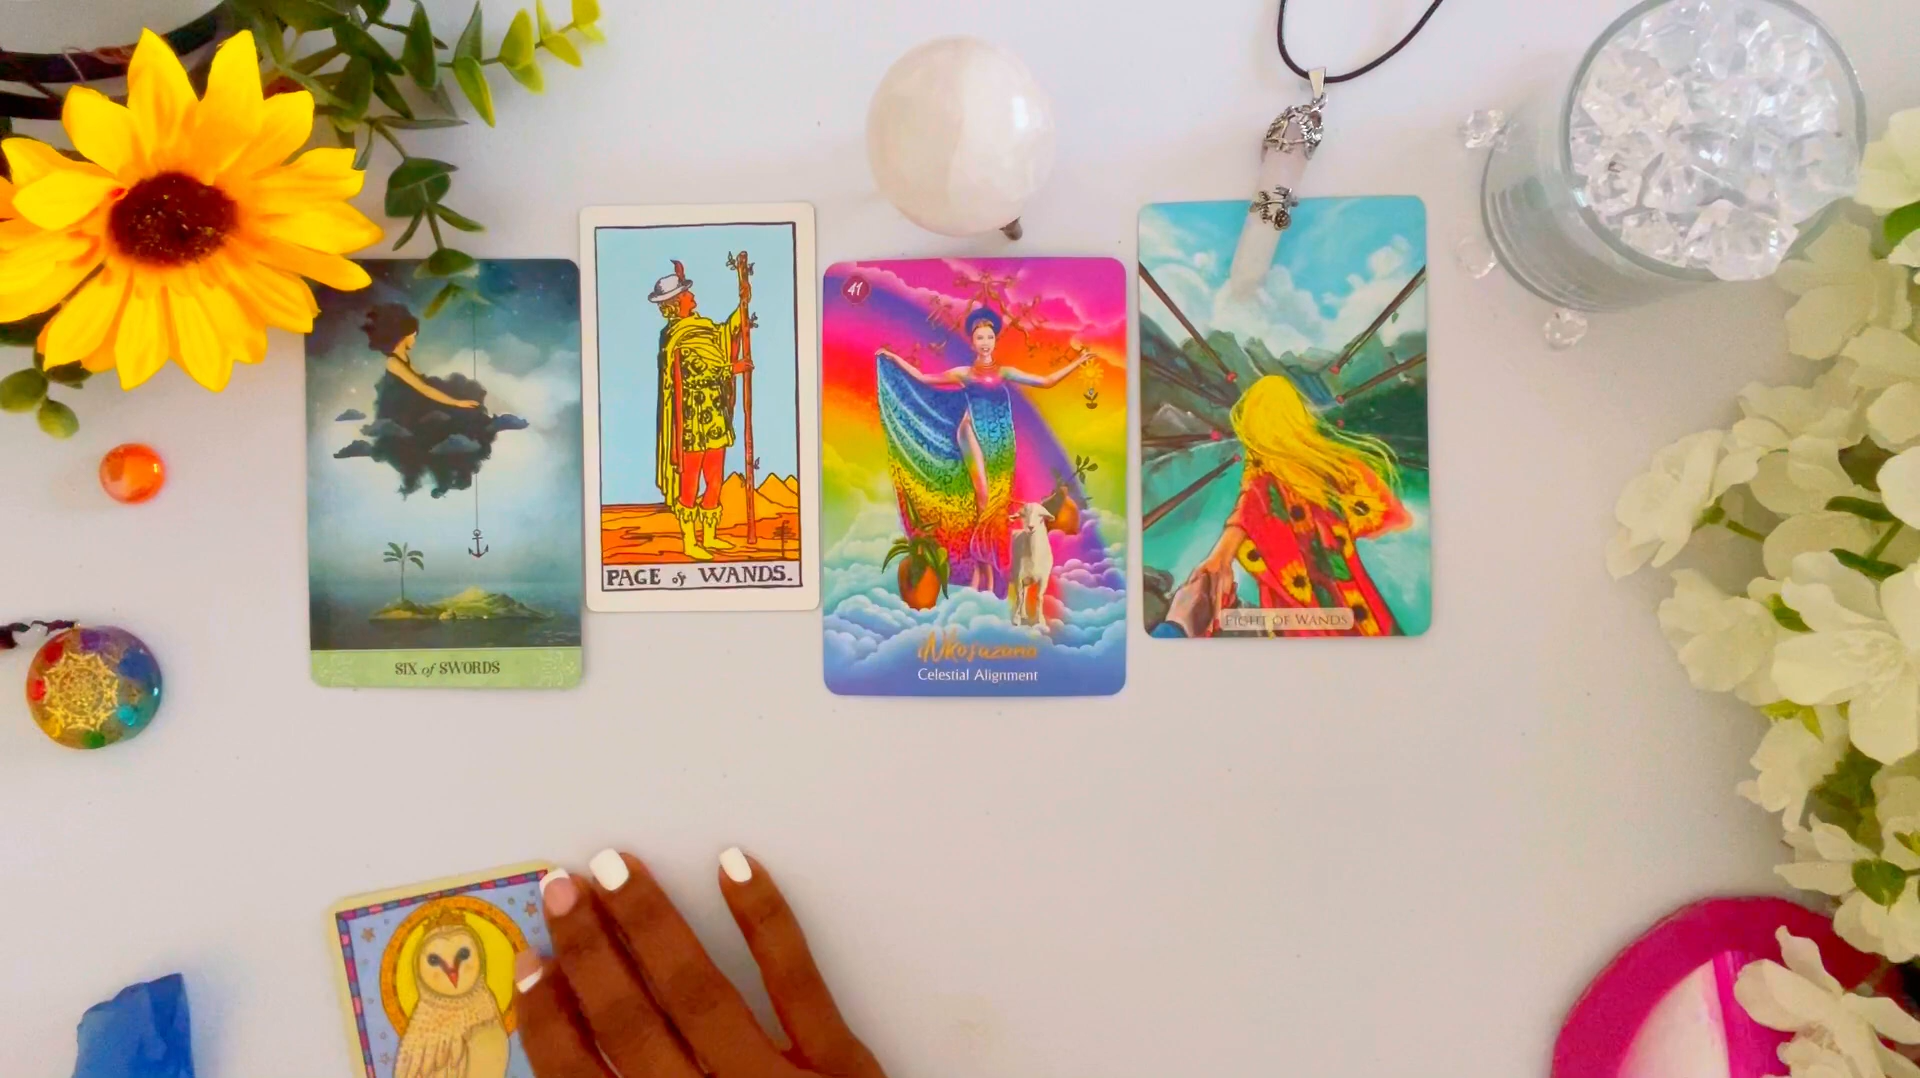 SIX of SWORDS
PAGE of WANDS.
41
iNkosazana
Celestial Alignment
EIGHT OF WANDS